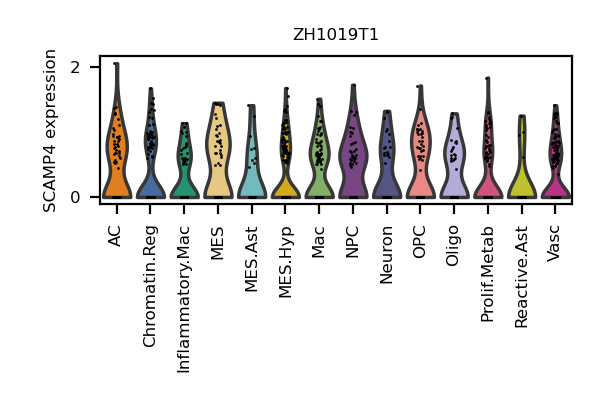 ZH1019T1
SCAMP4 expression
2
0
AC
Chromatin.Reg
Inflammatory.Mac
MES
MES.Ast
MES.Hyp
Mac
NPC
Neuron
OPC
Oligo
Prolif.Metab
Reactive.Ast
Vasc